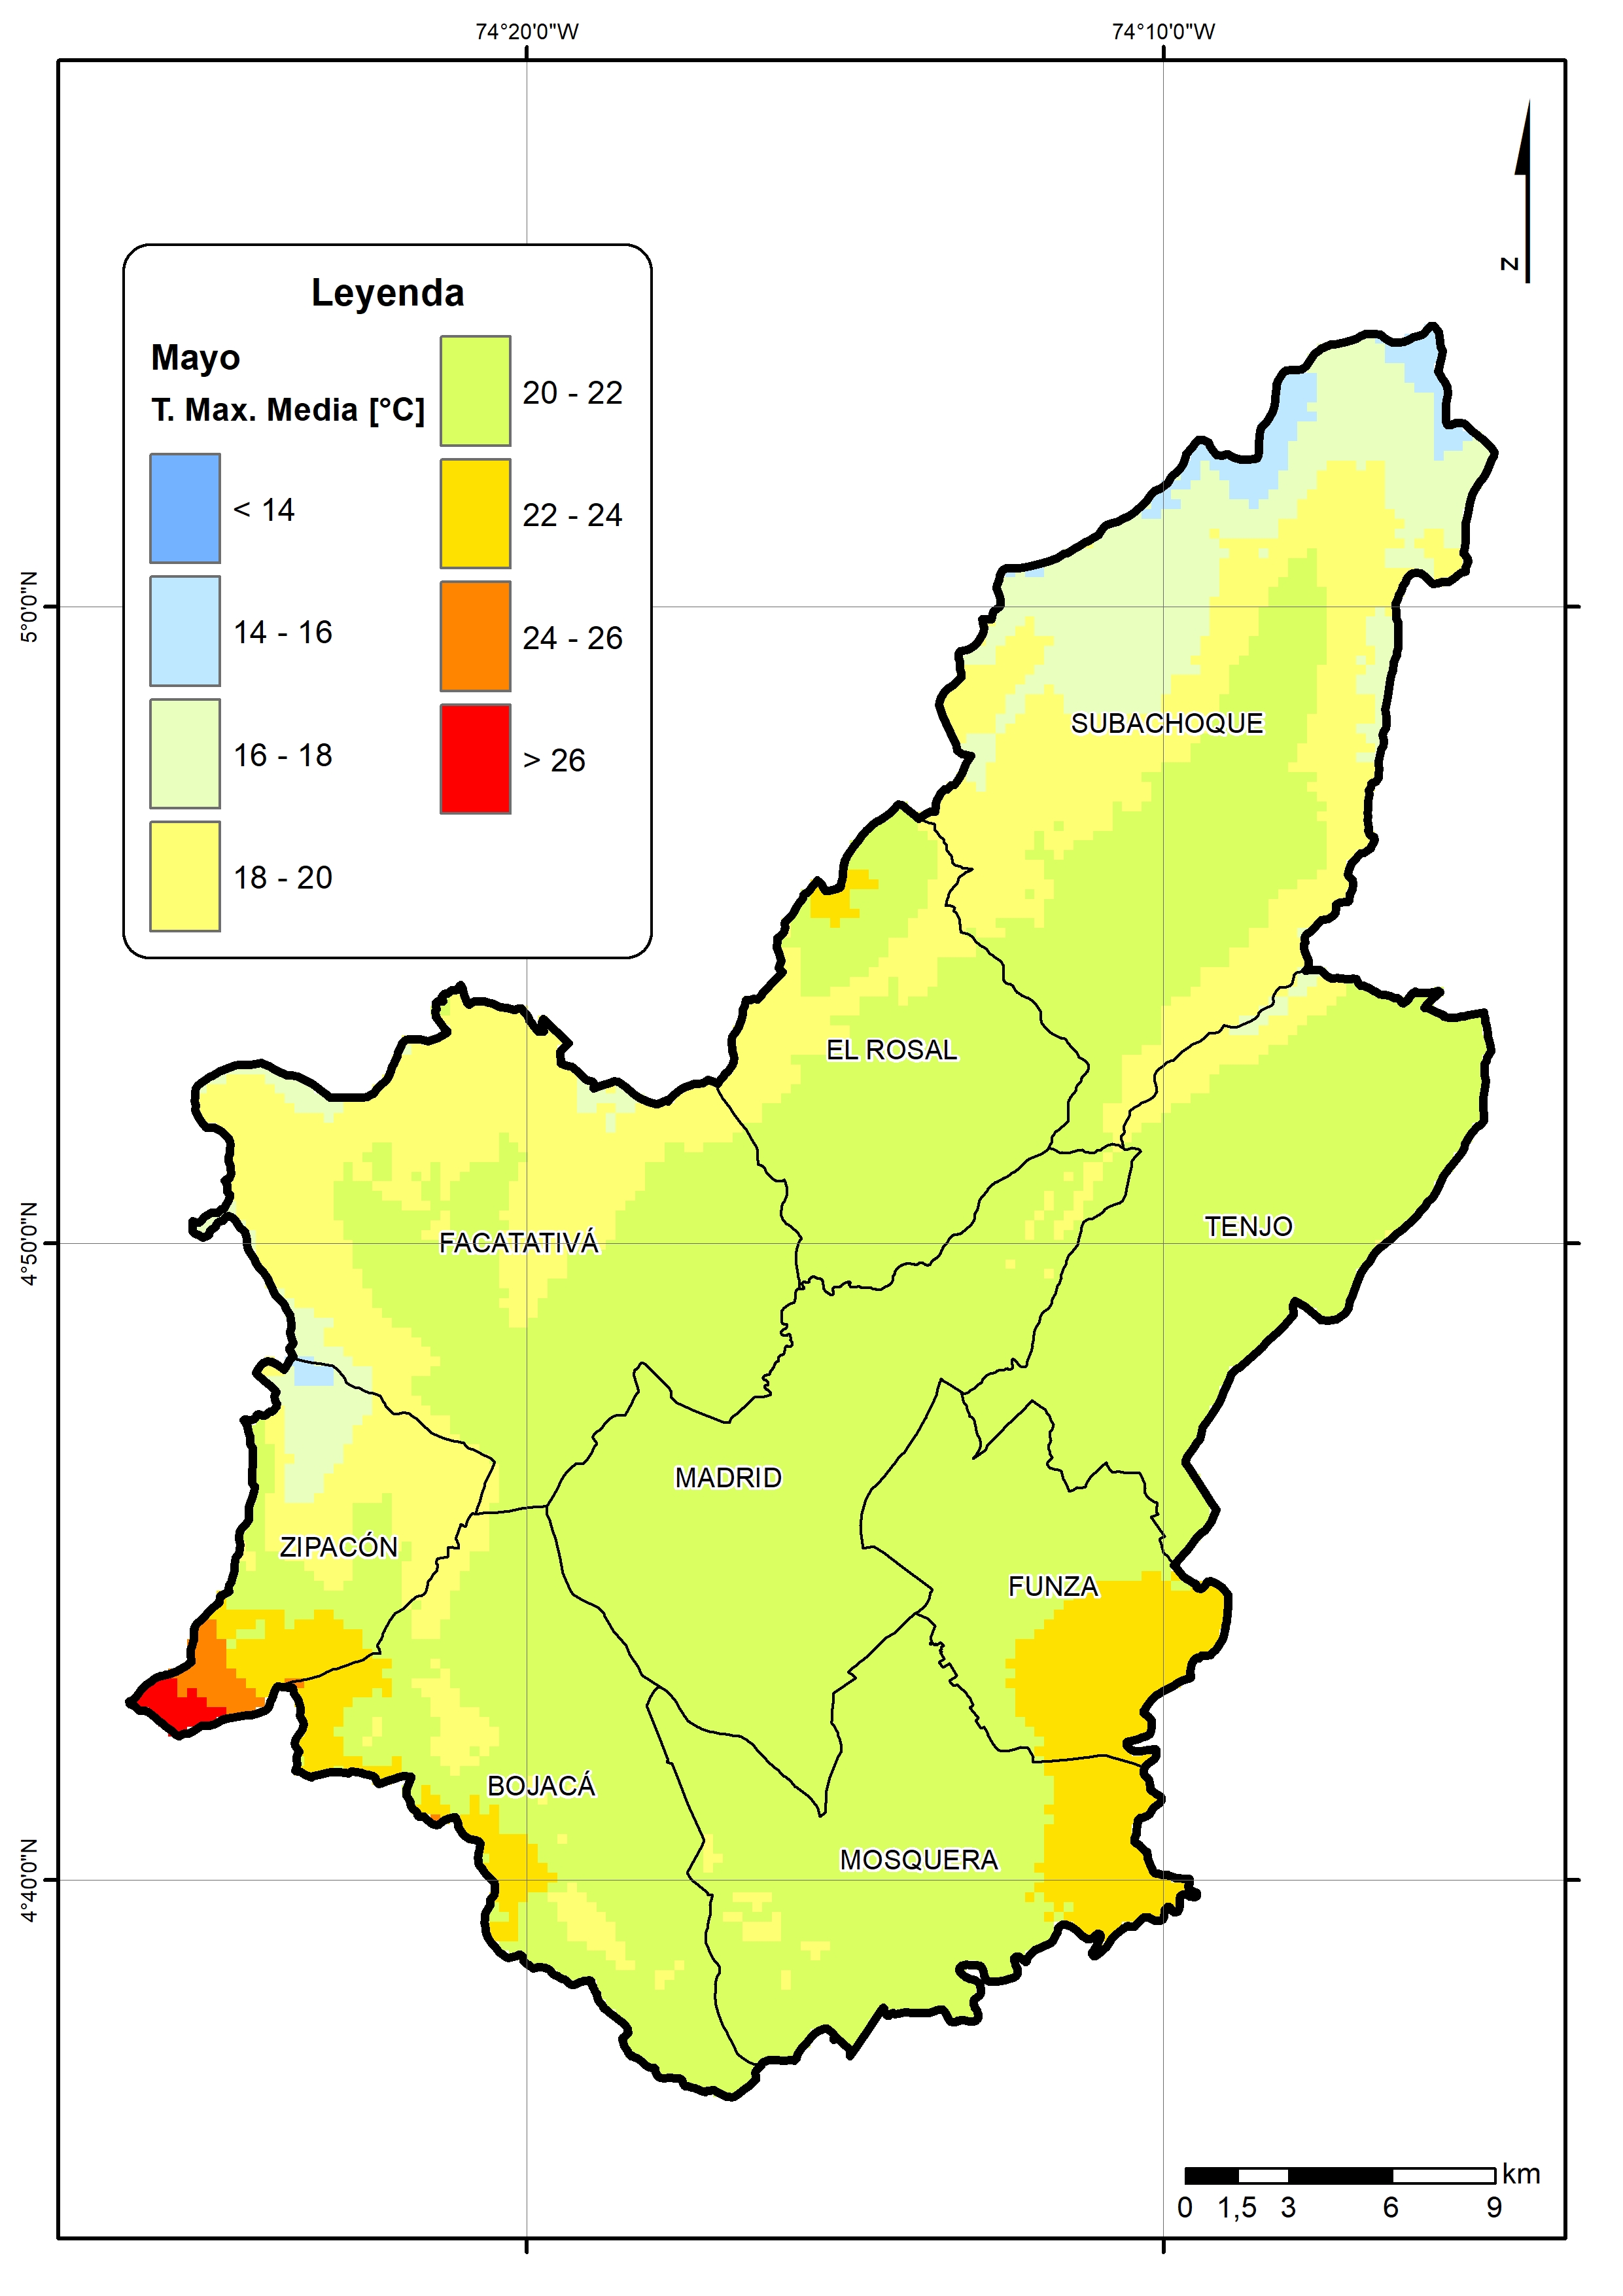 74°20'0"W 74°10'0"W
N
Leyenda
Mayo
T. Max. Media [°C]
< 14
14 - 16
16 - 18
18 - 20
20 - 22
22 - 24
24 - 26
> 26
5°0'0"N
SUBACHOQUE
EL ROSAL
4°50'0"N
TENJO
FACATATIVÁ
MADRID
ZIPACÓN
FUNZA
BOJACÁ
MOSQUERA
4°40'0"N
km
0 1,5 3 6 9